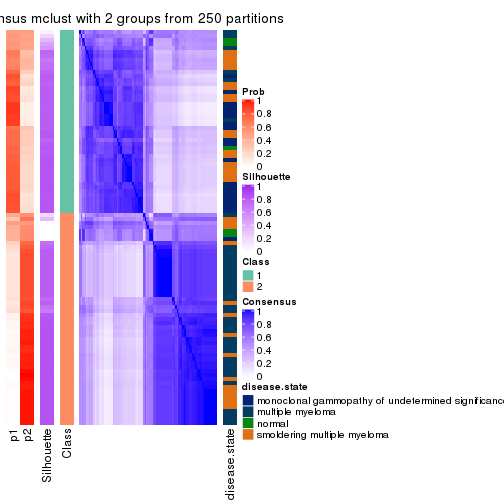 nsus mclust with 2 groups from 250 partitions
Prob
1
0.8
0.6
0.4
0.2
0
Silhouette
1
0.8
0.6
0.4
0.2
0
Class
1
2
Consensus
1
0.8
0.6
0.4
0.2
0
disease.state
monoclonal gammopathy of undetermined significance
multiple myeloma
normal
smoldering multiple myeloma
p1
p2
Silhouette
Class
disease.state